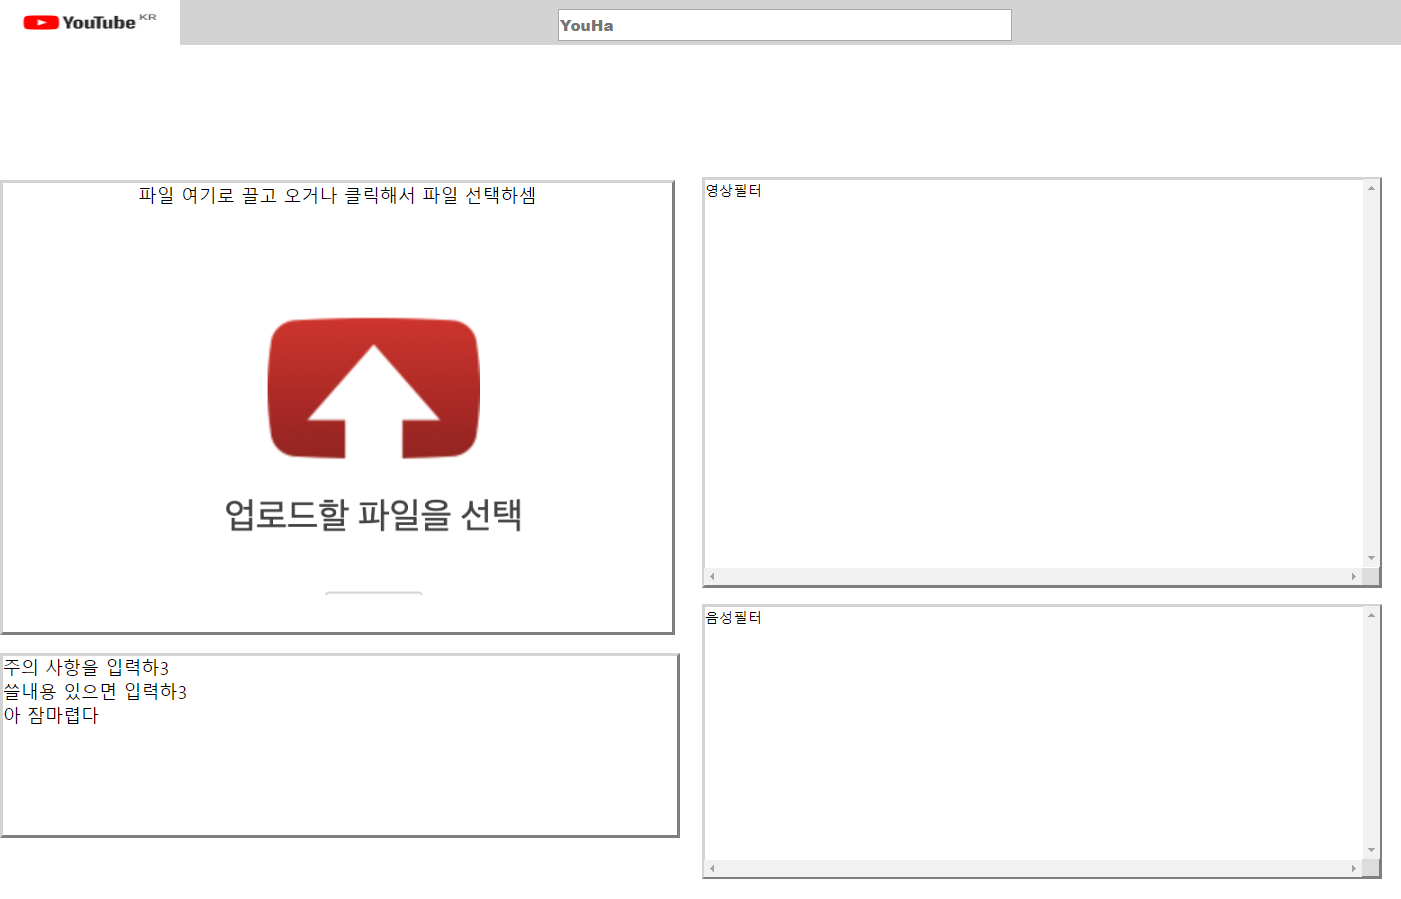 YouTube KR
YouHa
파일 여기로 끌고 오거나 클릭해서 파일 선택하셈
업로드할 파일을 선택
주의 사항을 입력하3
쓸내용 있으면 입력하3
아 잠마렵다
영상필터
음성필터